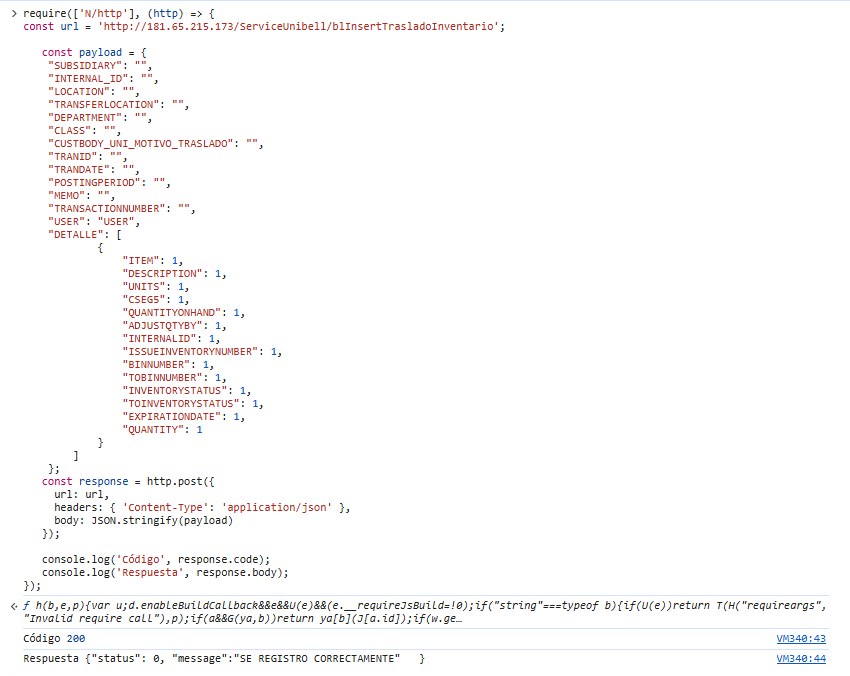 > require(['N/http'], (http) => {
const url = 'http://181.65.215.173/ServiceUnibell/blInsertTrasladoInventario';
const payload = {
"SUBSIDIARY": "",
"INTERNAL_ID": "",
"LOCATION": "",
"TRANSFERLOCATION": "",
"DEPARTMENT": "",
"CLASS": "",
"CUSTBODY_UNI_MOTIVO_TRASLADO": "",
"TRANID": "",
"TRANDATE": "",
"POSTINGPERIOD": "",
"MEMO": "",
"TRANSACTIONNUMBER": "",
"USER": "USER",
"DETALLE": [
{
"ITEM": 1,
"DESCRIPTION": 1,
"UNITS": 1,
"CSEG5": 1,
"QUANTITYONHAND": 1,
"ADJUSTQTYBY": 1,
"INTERNALID": 1,
"ISSUEINVENTORYNUMBER": 1,
"BINNUMBER": 1,
"TOBINNUMBER": 1,
"INVENTORYSTATUS": 1,
"TOINVENTORYSTATUS": 1,
"EXPIRATIONDATE": 1,
"QUANTITY": 1
}
]
};
const response = http.post({
url: url,
headers: { 'Content-Type': 'application/json' },
body: JSON.stringify(payload)
});
console.log('Código', response.code);
console.log('Respuesta', response.body);
});
ƒ h(b,e,p){var u;d.enableBuildCallback&&e&&U(e)&&(e.__requireJsBuild=!0);if("string"===typeof b){if(U(e))return T(H("requireargs",
"Invalid require call"),p);if(a&&G(ya,b))return ya[b](J[a.id]);if(w.ge…
Código 200 VM340:43
Respuesta {"status": 0, "message":"SE REGISTRO CORRECTAMENTE" } VM340:44